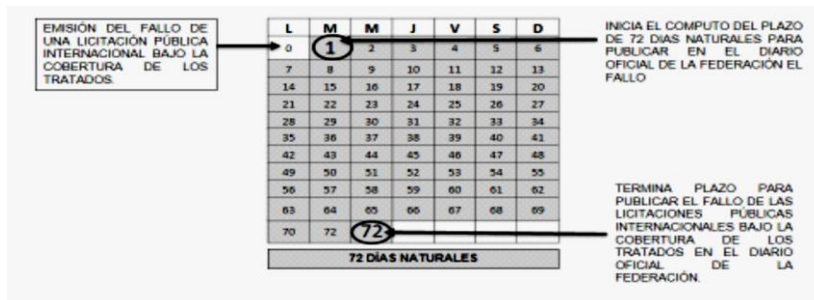 EMISIÓN DEL FALLO DE
UNA LICITACIÓN PÚBLICA
INTERNACIONAL BAJO LA
COBERTURA DE LOS
TRATADOS.
L M M J V S D
0 1 2 3 4 5 6
7 8 9 10 11 12 13
14 15 16 17 18 19 20
21 22 23 24 25 26 27
28 29 30 31 32 33 34
35 36 37 38 39 40 41
42 43 44 45 46 47 48
49 50 51 52 53 54 55
56 57 58 59 60 61 62
63 64 65 66 67 68 69
70 72 72
72 DÍAS NATURALES
INICIA EL COMPUTO DEL PLAZO
DE 72 DIAS NATURALES PARA
PUBLICAR EN EL DIARIO
OFICIAL DE LA FEDERACIÓN EL
FALLO
TERMINA PLAZO PARA
PUBLICAR EL FALLO DE LAS
LICITACIONES PÚBLICAS
INTERNACIONALES BAJO LA
COBERTURA DE LOS
TRATADOS EN EL DIARIO
OFICIAL DE LA
FEDERACIÓN.